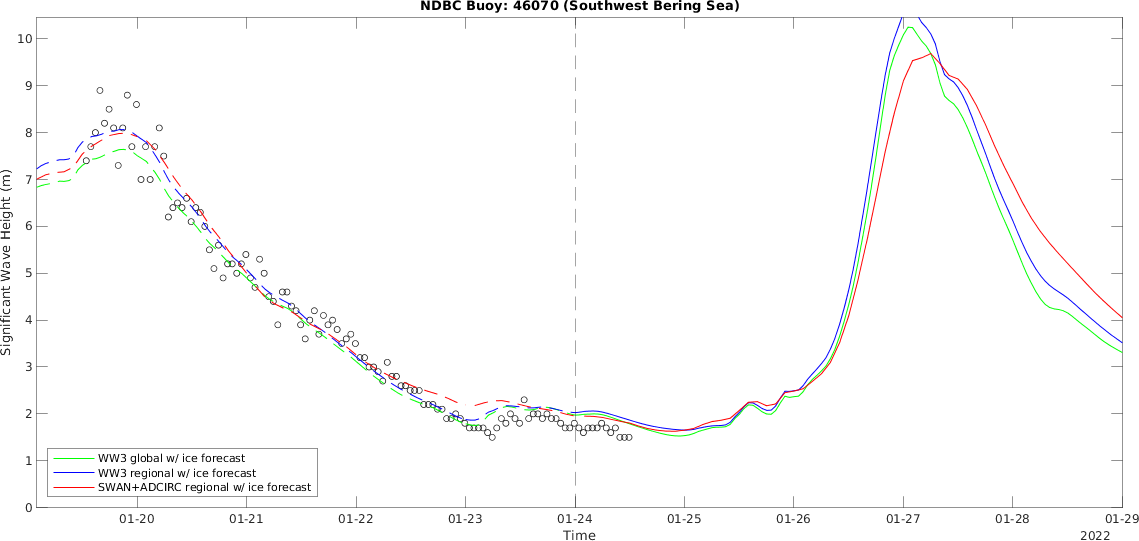 NDBC Buoy: 46070 (Southwest Bering Sea)
10
9
8
7
6
5
4
3
2
1
0
Significant Wave Height (m)
WW3 global w/ ice forecast
WW3 regional w/ ice forecast
SWAN+ADCIRC regional w/ ice forecast
01-20 01-21 01-22 01-23 01-24 01-25 01-26 01-27 01-28 01-29
Time
2022